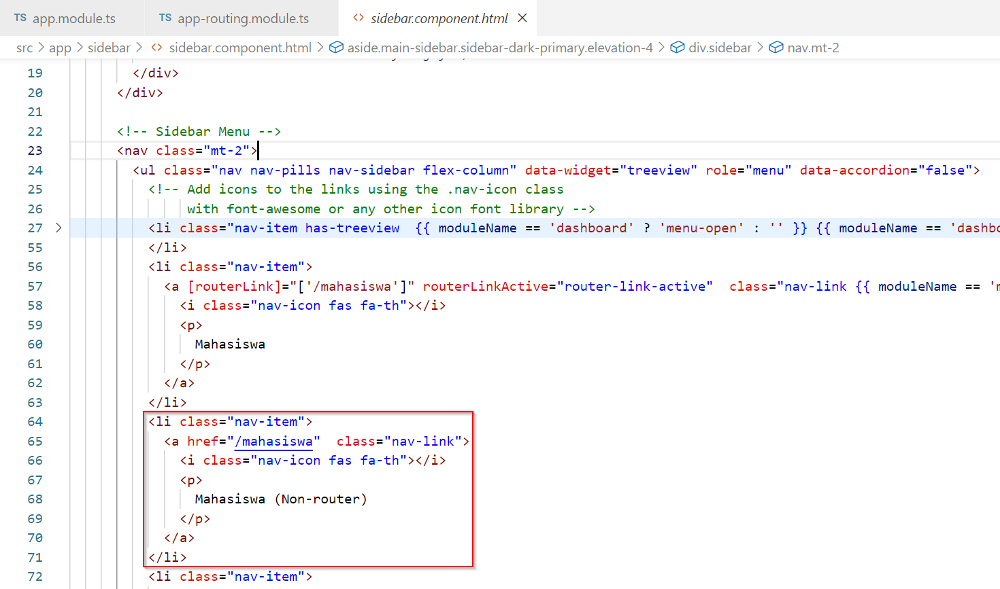 TS app.module.ts TS app-routing.module.ts <> sidebar.component.html ×
src > app > sidebar > <> sidebar.component.html > aside.main-sidebar.sidebar-dark-primary.elevation-4 > div.sidebar > nav.mt-2
19 </div>
20 </div>
21
22 <!-- Sidebar Menu -->
23 <nav class="mt-2">
24 <ul class="nav nav-pills nav-sidebar flex-column" data-widget="treeview" role="menu" data-accordion="false">
25 <!-- Add icons to the links using the .nav-icon class
26 with font-awesome or any other icon font library -->
27 > <li class="nav-item has-treeview  {{ moduleName == 'dashboard' ? 'menu-open' : '' }} {{ moduleName == 'dashbo
55 </li>
56 <li class="nav-item">
57 <a [routerLink]="['/mahasiswa']" routerLinkActive="router-link-active"  class="nav-link {{ moduleName == 'm
58 <i class="nav-icon fas fa-th"></i>
59 <p>
60 Mahasiswa
61 </p>
62 </a>
63 </li>
64 <li class="nav-item">
65 <a href="/mahasiswa"  class="nav-link">
66 <i class="nav-icon fas fa-th"></i>
67 <p>
68 Mahasiswa (Non-router)
69 </p>
70 </a>
71 </li>
72 <li class="nav-item">